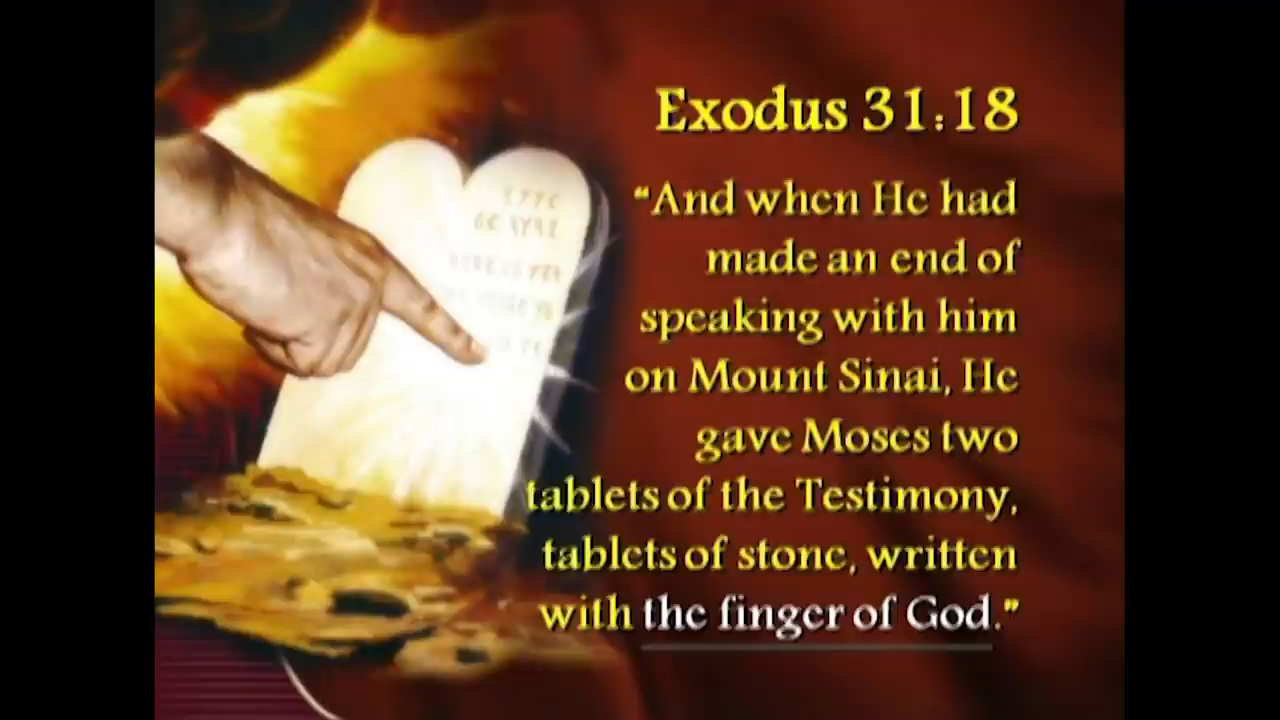 Exodus 31:18
“And when He had
made an end of
speaking with him
on Mount Sinai, He
gave Moses two
tablets of the Testimony,
tablets of stone, written
with the finger of God.”